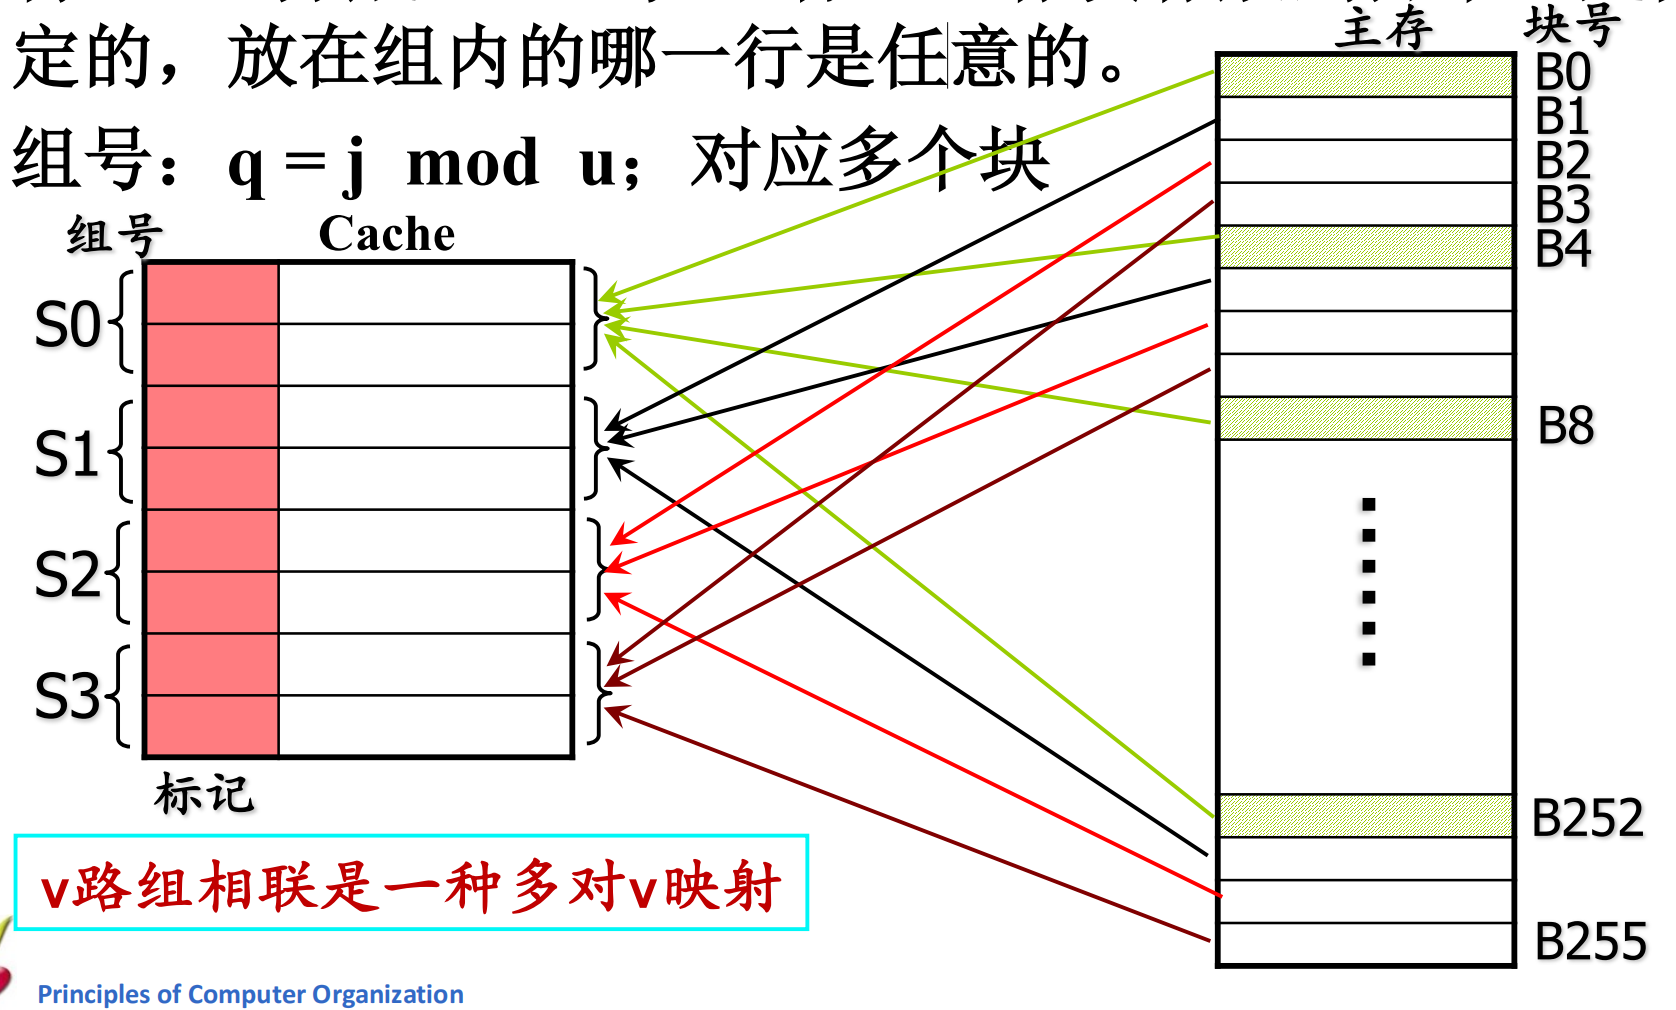 定的，放在组内的哪一行是任意的。
组号：q = j mod u；对应多个块
主存 块号
B0
B1
B2
B3
B4
B8
B252
B255
组号 Cache
S0
S1
S2
S3
标记
v路组相联是一种多对v映射
Principles of Computer Organization